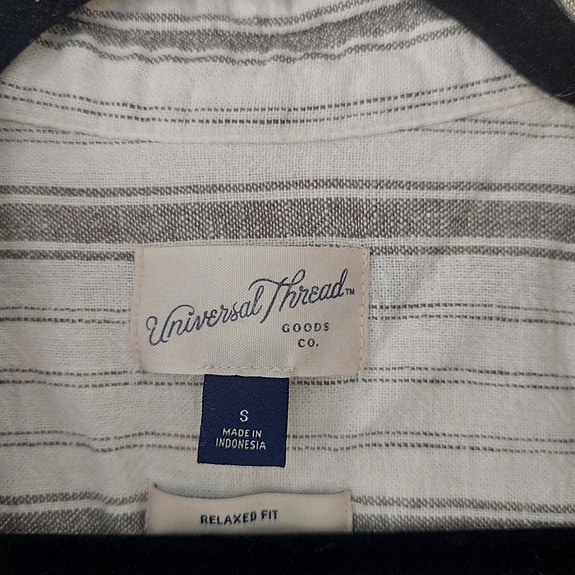 Universal Thread™
GOODS
CO.
S
MADE IN
INDONESIA
RELAXED FIT